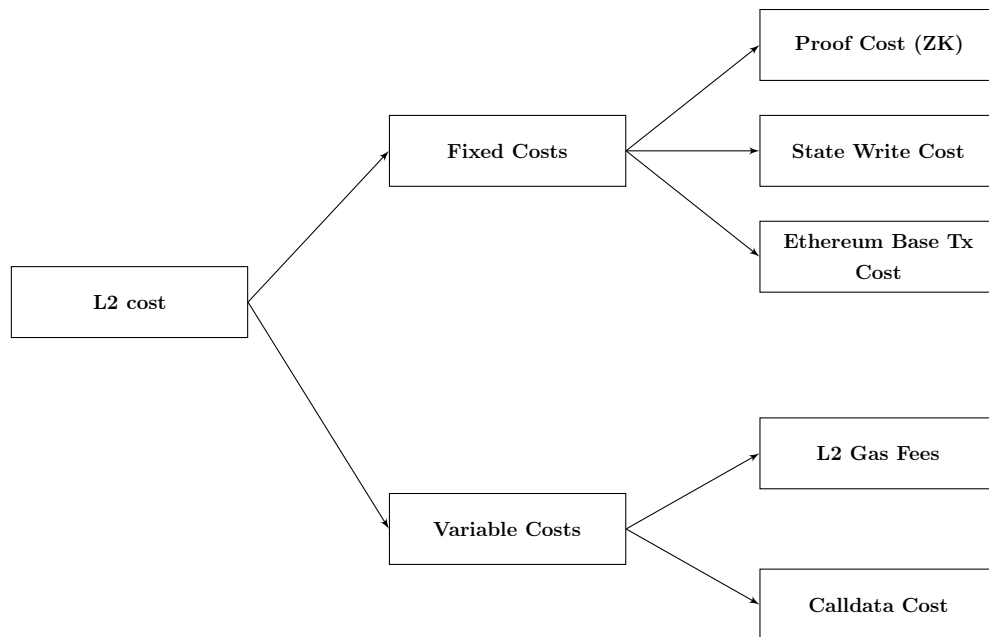 L2 cost
Fixed Costs
Proof Cost (ZK)
State Write Cost
Ethereum Base Tx
Cost
Variable Costs
L2 Gas Fees
Calldata Cost